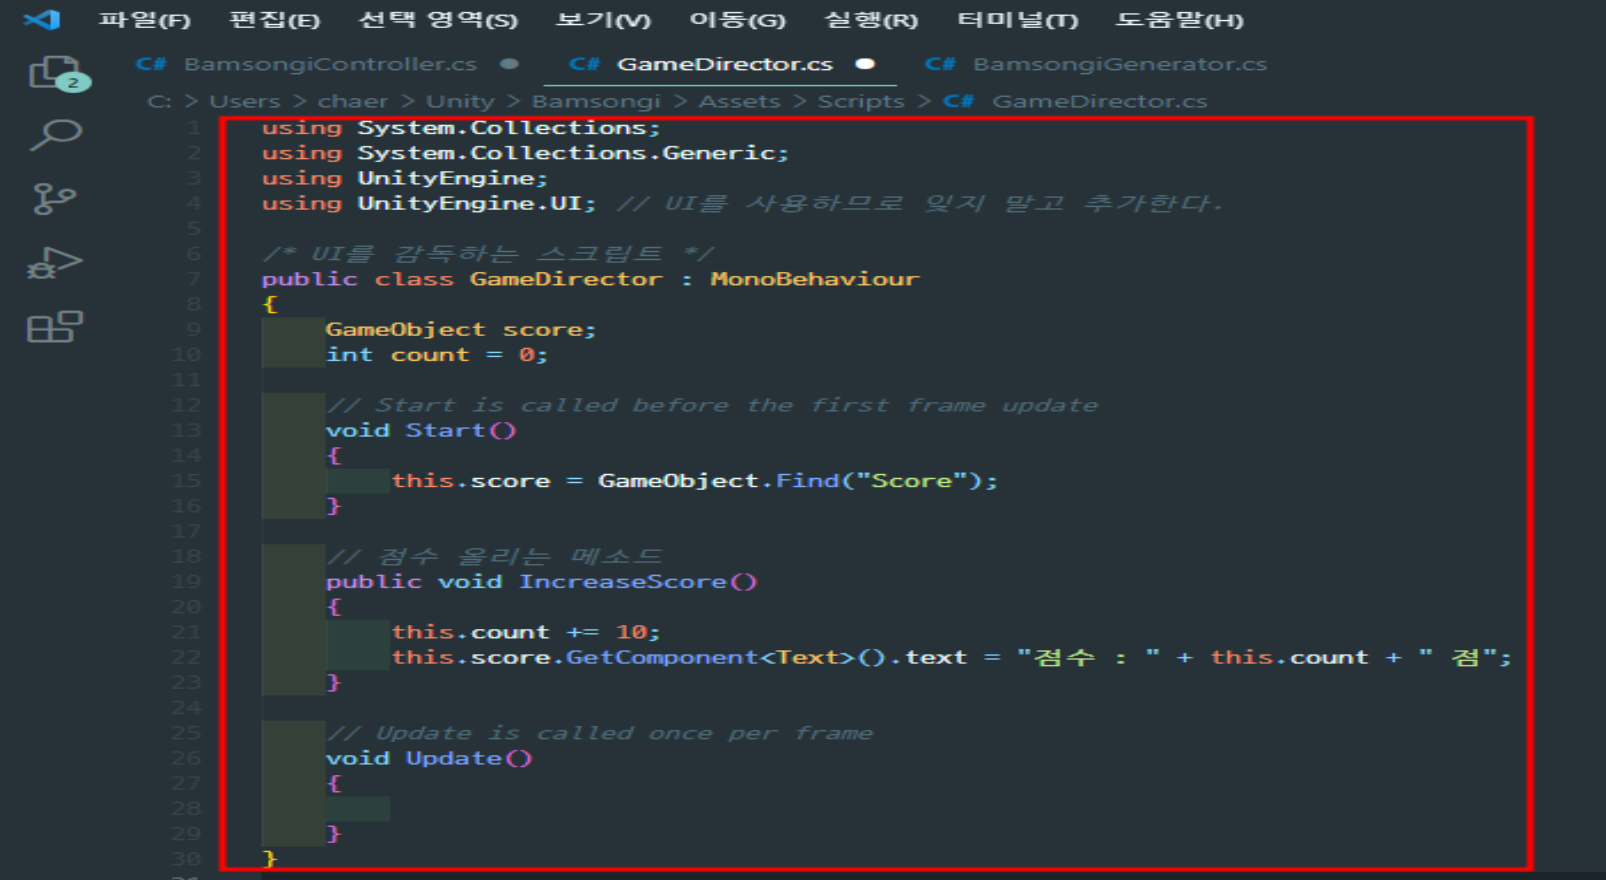 파일(F) 편집(E) 선택 영역(S) 보기(V) 이동(G) 실행(R) 터미널(T) 도움말(H)
C# BamsongiController.cs C# GameDirector.cs C# BamsongiGenerator.cs
2
C: > Users > chaer > Unity > Bamsongi > Assets > Scripts > C# GameDirector.cs
1 using System.Collections;
2 using System.Collections.Generic;
3 using UnityEngine;
4 using UnityEngine.UI; // UI를 사용하므로 잊지 말고 추가한다.
5
6 /* UI를 감독하는 스크립트 */
7 public class GameDirector : MonoBehaviour
8 {
9 GameObject score;
10 int count = 0;
11
12 // Start is called before the first frame update
13 void Start()
14 {
15 this.score = GameObject.Find("Score");
16 }
17
18 // 점수 올리는 메소드
19 public void IncreaseScore()
20 {
21 this.count += 10;
22 this.score.GetComponent<Text>().text = "점수 : " + this.count + " 점";
23 }
24
25 // Update is called once per frame
26 void Update()
27 {
28
29 }
30 }